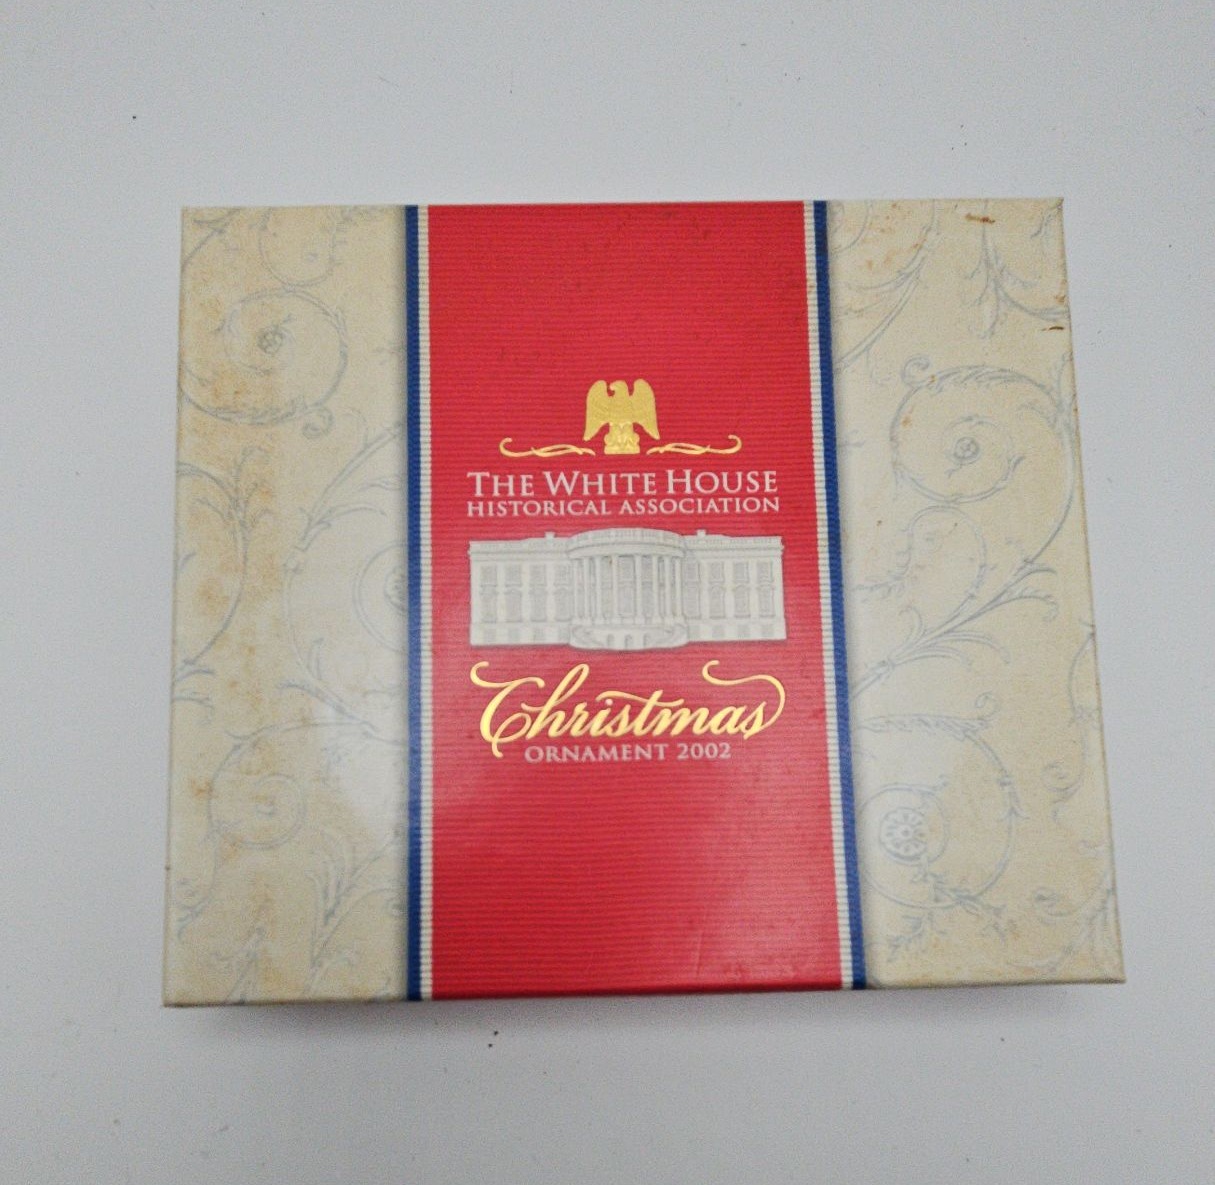 THE WHITE HOUSE
HISTORICAL ASSOCIATION
Christmas
ORNAMENT 2002